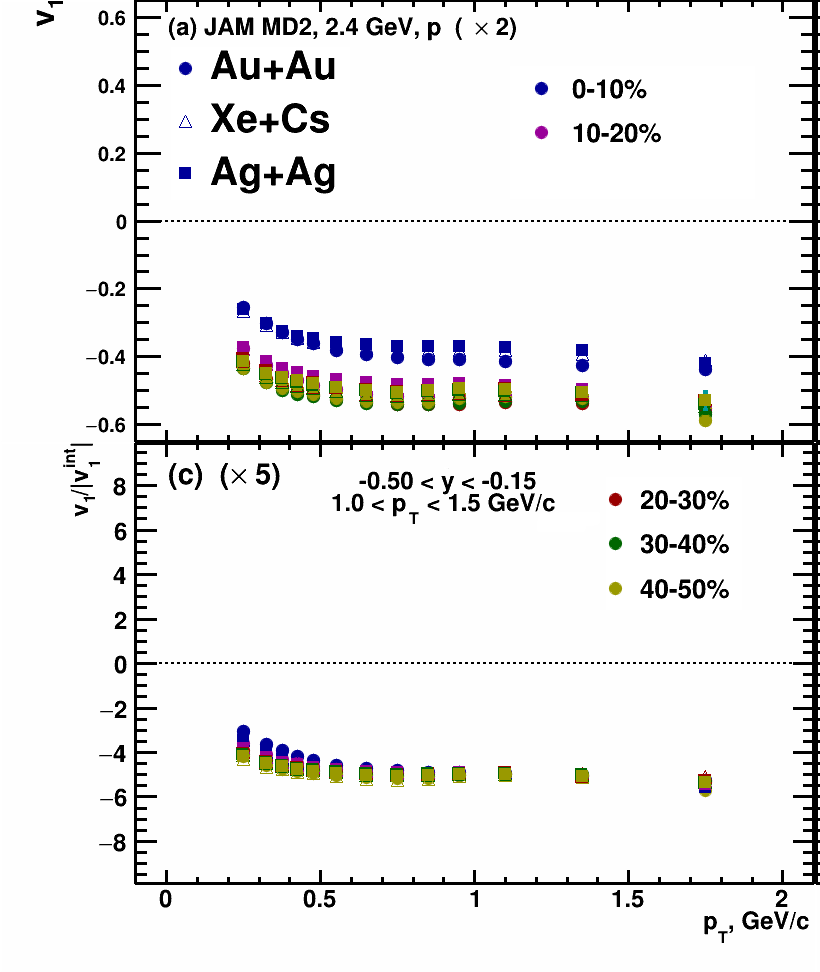 v1
(a) JAM MD2, 2.4 GeV, p ( × 2)
Au+Au
Xe+Cs
Ag+Ag
0-10%
10-20%
0.6
0.4
0.2
0
−0.2
−0.4
−0.6
v1/|v1^int|
(c) (× 5)
-0.50 < y < -0.15
1.0 < pT < 1.5 GeV/c
20-30%
30-40%
40-50%
8
6
4
2
0
−2
−4
−6
−8
0 0.5 1 1.5 2
pT, GeV/c